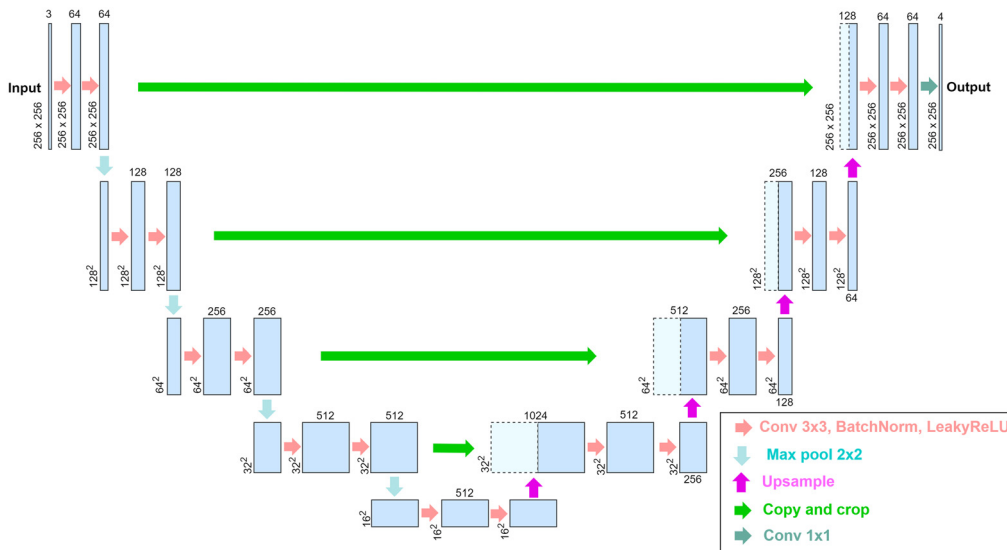 3 64 64 128 64 64 4
Input Output
256 x 256 256 x 256 256 x 256 256 x 256 256 x 256 256 x 256 256 x 256
128 128 256 128
128² 128² 128² 128² 128² 128²
64
256 256 512 256
64² 64² 64² 64² 64² 64²
128
512 512 1024 512
32² 32² 32² 32² 32² 32²
256
512
16² 16² 16²
Conv 3x3, BatchNorm, LeakyReLU
Max pool 2x2
Upsample
Copy and crop
Conv 1x1